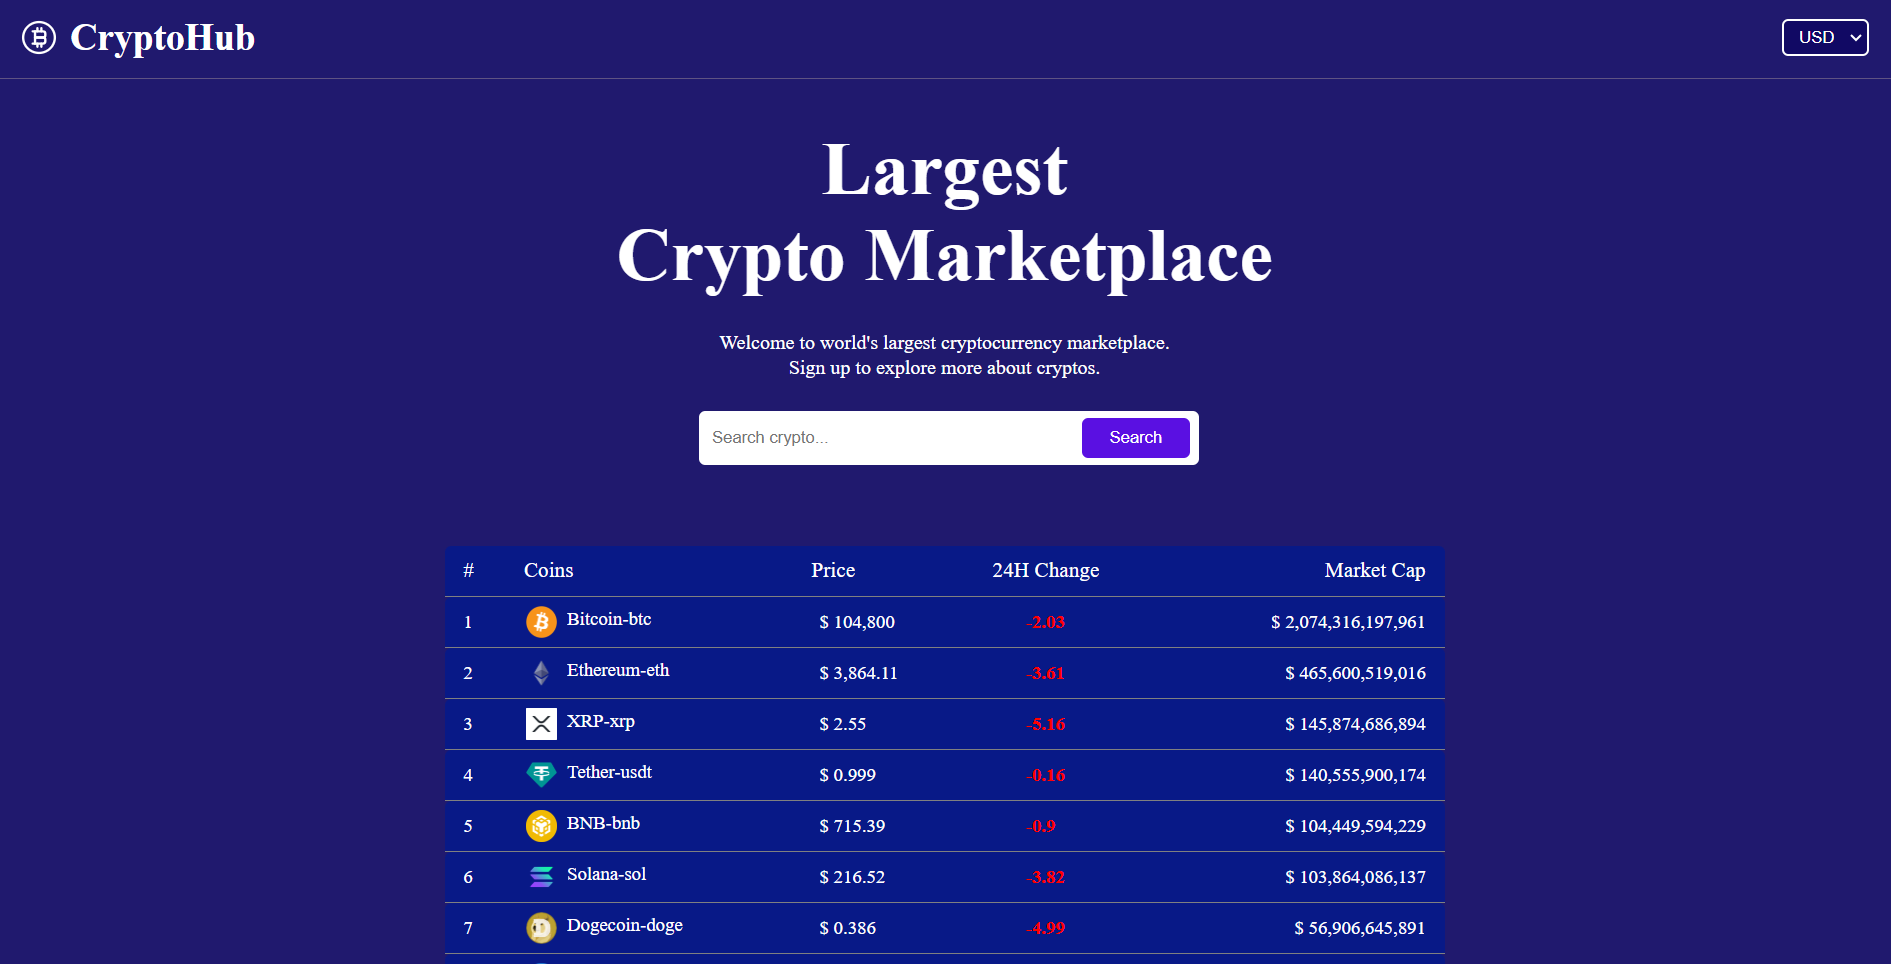 CryptoHub
USD
Largest
Crypto Marketplace
Welcome to world's largest cryptocurrency marketplace.
Sign up to explore more about cryptos.
Search crypto...
Search
# Coins Price 24H Change Market Cap
1 Bitcoin-btc $ 104,800 -2.03 $ 2,074,316,197,961
2 Ethereum-eth $ 3,864.11 -3.61 $ 465,600,519,016
3 XRP-xrp $ 2.55 -5.16 $ 145,874,686,894
4 Tether-usdt $ 0.999 -0.16 $ 140,555,900,174
5 BNB-bnb $ 715.39 -0.9 $ 104,449,594,229
6 Solana-sol $ 216.52 -3.82 $ 103,864,086,137
7 Dogecoin-doge $ 0.386 -4.99 $ 56,906,645,891